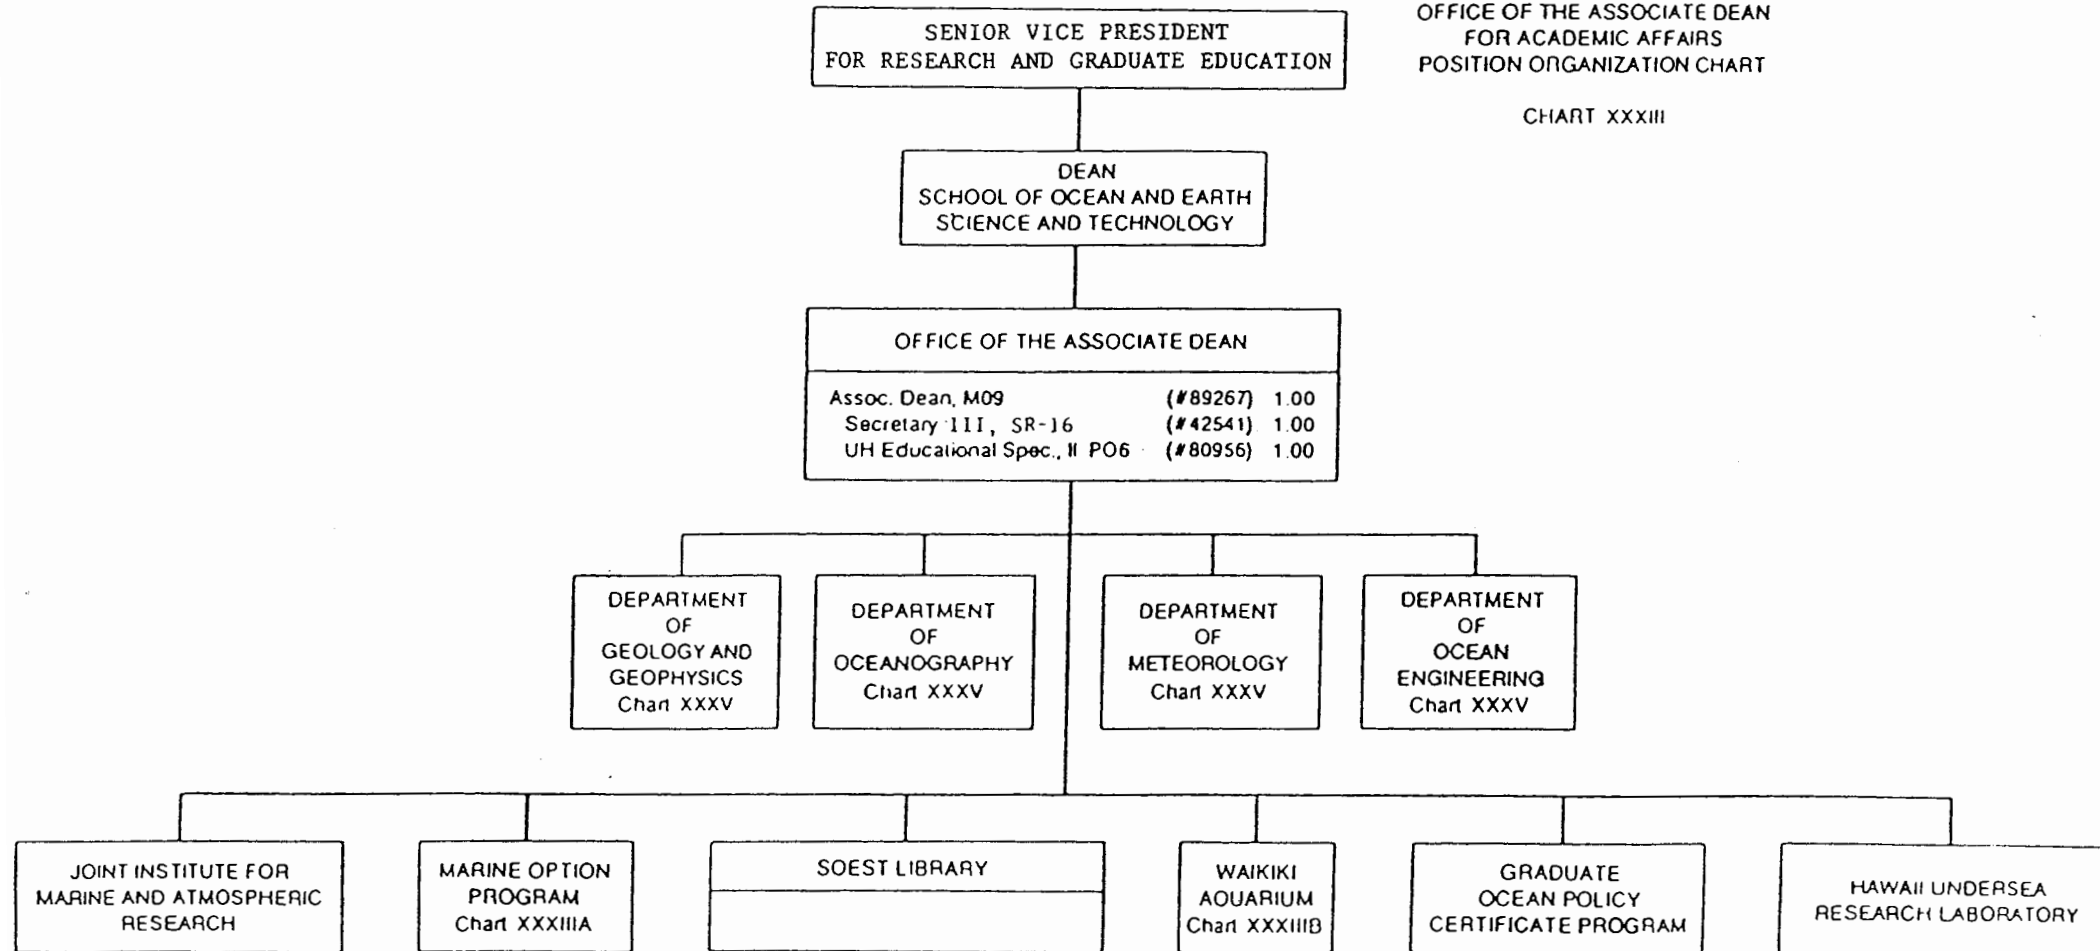 SENIOR VICE PRESIDENT
FOR RESEARCH AND GRADUATE EDUCATION
OFFICE OF THE ASSOCIATE DEAN
FOR ACADEMIC AFFAIRS
POSITION ORGANIZATION CHART
CHART XXXIII
DEAN
SCHOOL OF OCEAN AND EARTH
SCIENCE AND TECHNOLOGY
OFFICE OF THE ASSOCIATE DEAN
Assoc. Dean, M09 (#89267) 1.00
Secretary III, SR-16 (#42541) 1.00
UH Educational Spec., II PO6 (#80956) 1.00
DEPARTMENT
OF
GEOLOGY AND
GEOPHYSICS
Chart XXXV
DEPARTMENT
OF
OCEANOGRAPHY
Chart XXXV
DEPARTMENT
OF
METEOROLOGY
Chart XXXV
DEPARTMENT
OF
OCEAN
ENGINEERING
Chart XXXV
JOINT INSTITUTE FOR
MARINE AND ATMOSPHERIC
RESEARCH
MARINE OPTION
PROGRAM
Chart XXXIIIA
SOEST LIBRARY
WAIKIKI
AQUARIUM
Chart XXXIIIB
GRADUATE
OCEAN POLICY
CERTIFICATE PROGRAM
HAWAII UNDERSEA
RESEARCH LABORATORY